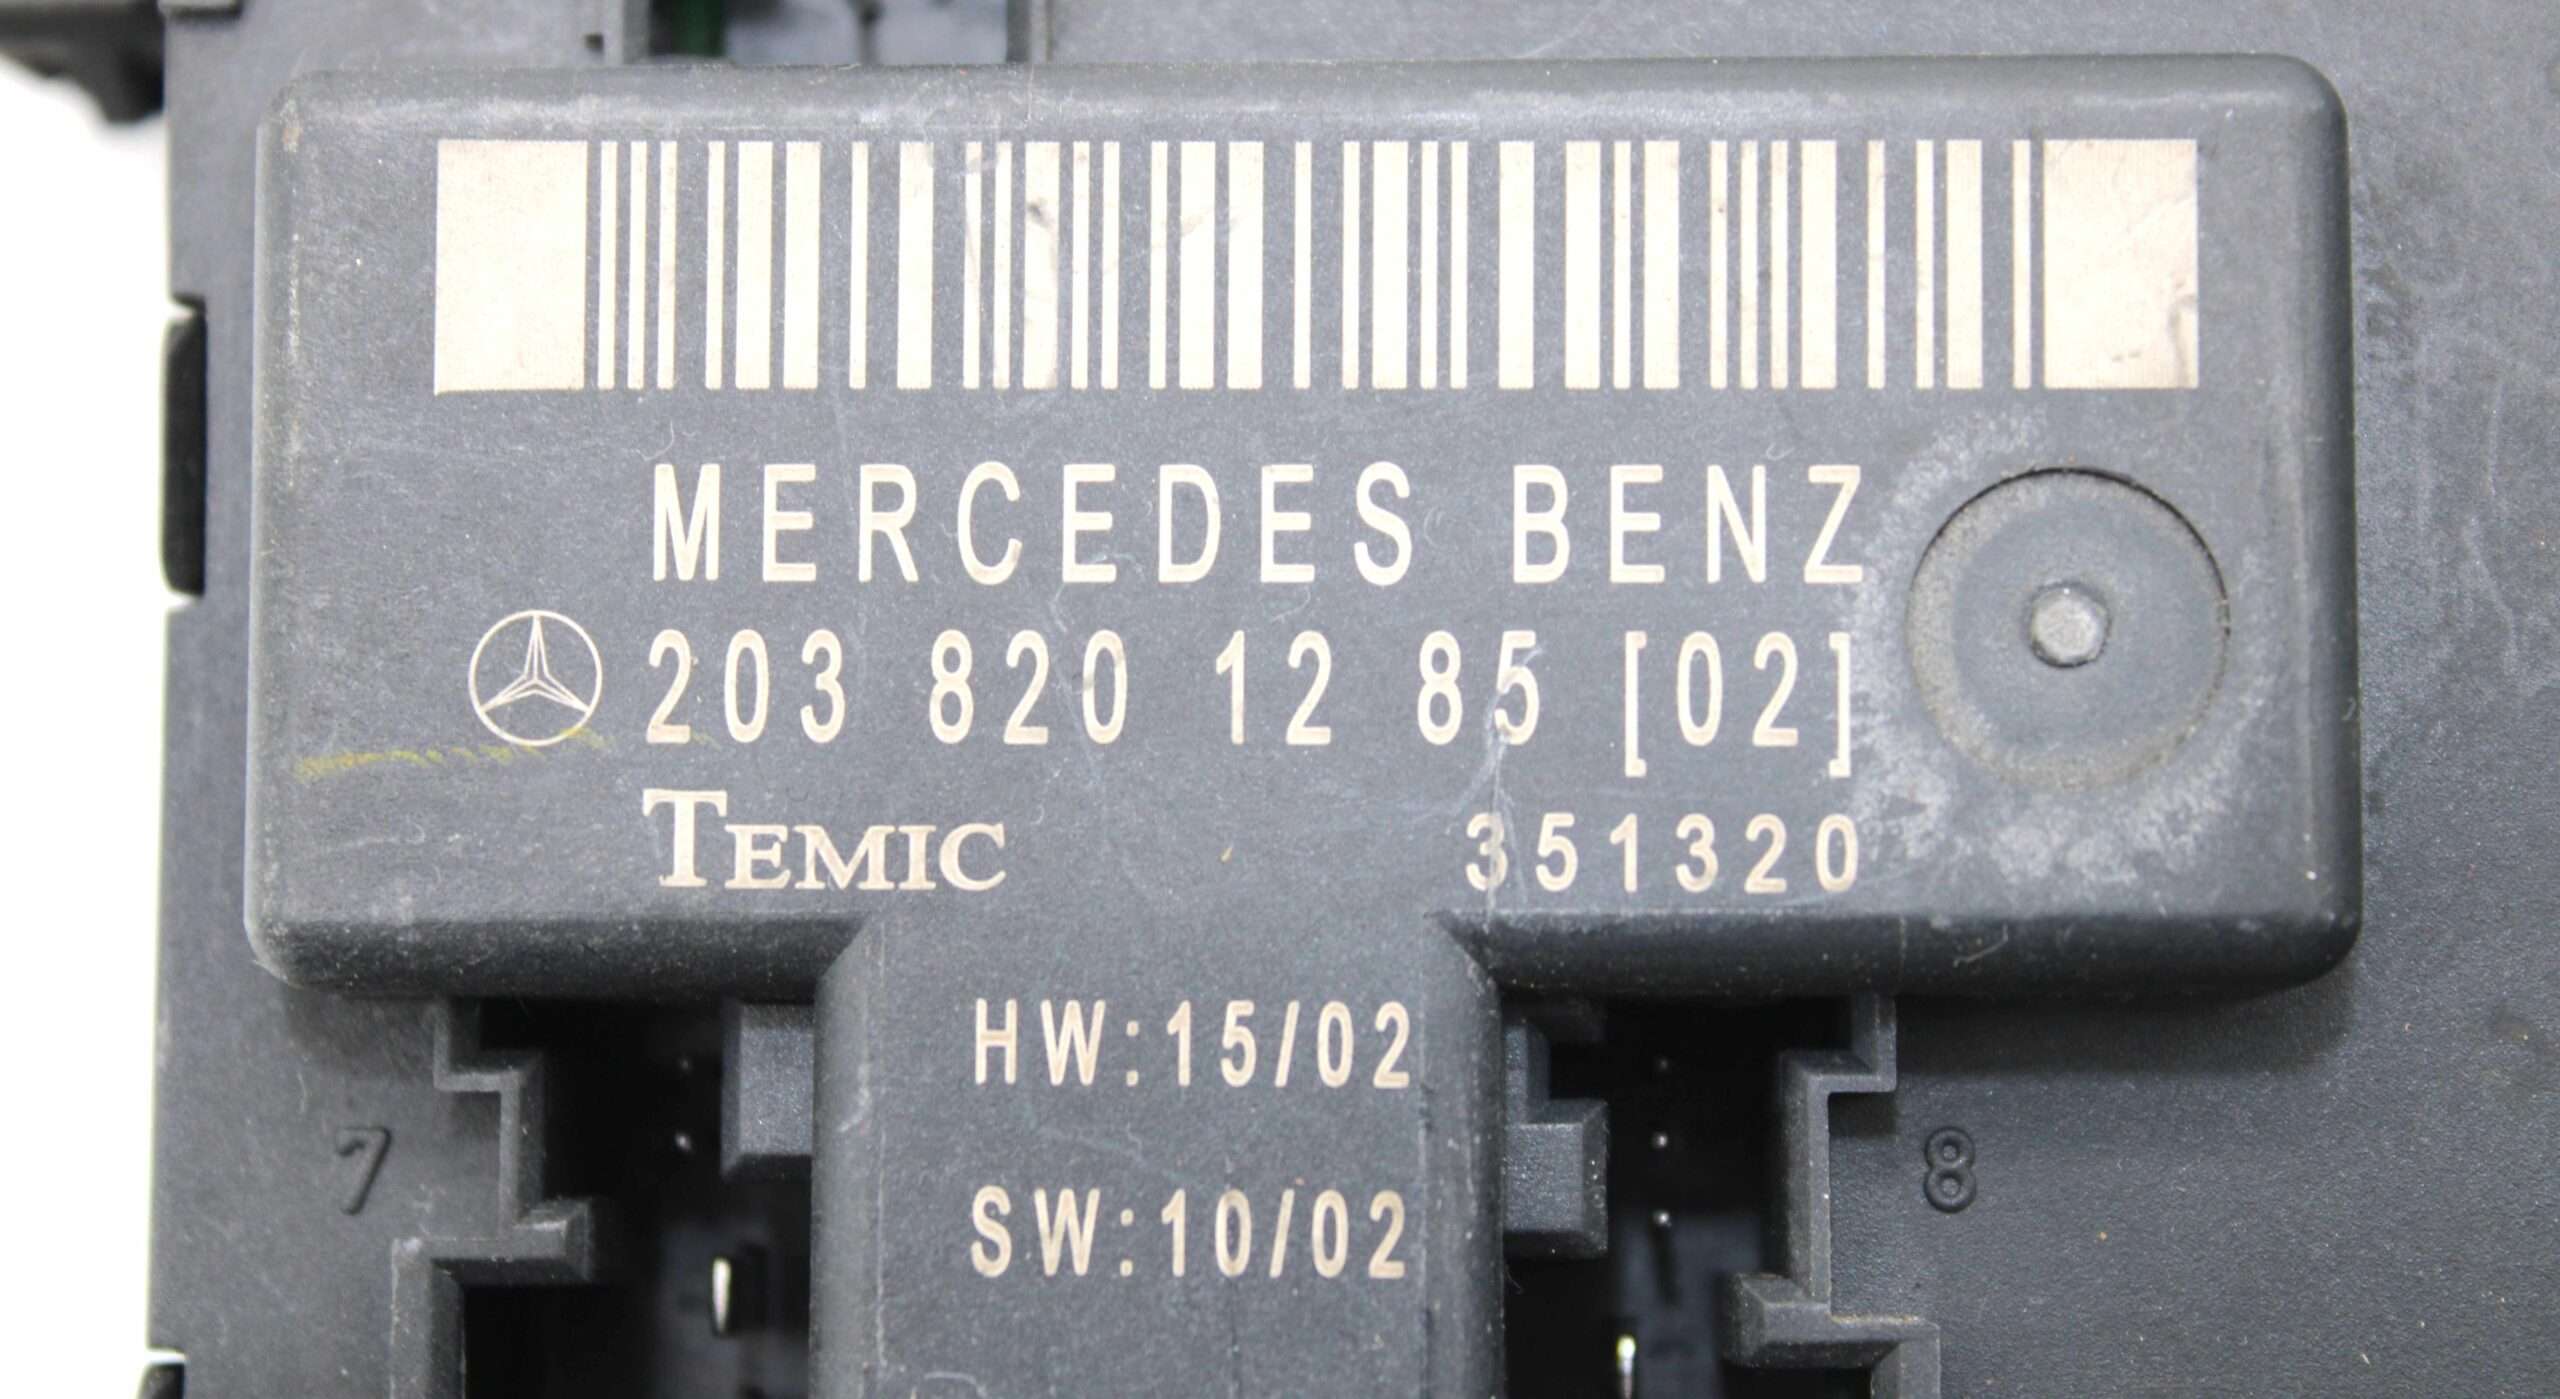 MERCEDES BENZ
203 820 12 85 [02]
TEMIC 351320
HW:15/02
7 8
SW:10/02